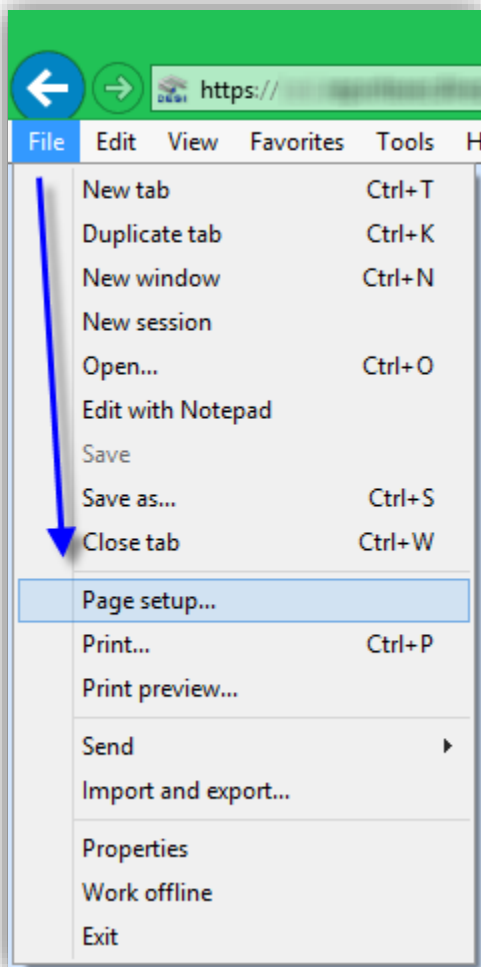 https://
File Edit View Favorites Tools H
New tab Ctrl+T
Duplicate tab Ctrl+K
New window Ctrl+N
New session
Open... Ctrl+O
Edit with Notepad
Save
Save as... Ctrl+S
Close tab Ctrl+W
Page setup...
Print... Ctrl+P
Print preview...
Send
Import and export...
Properties
Work offline
Exit